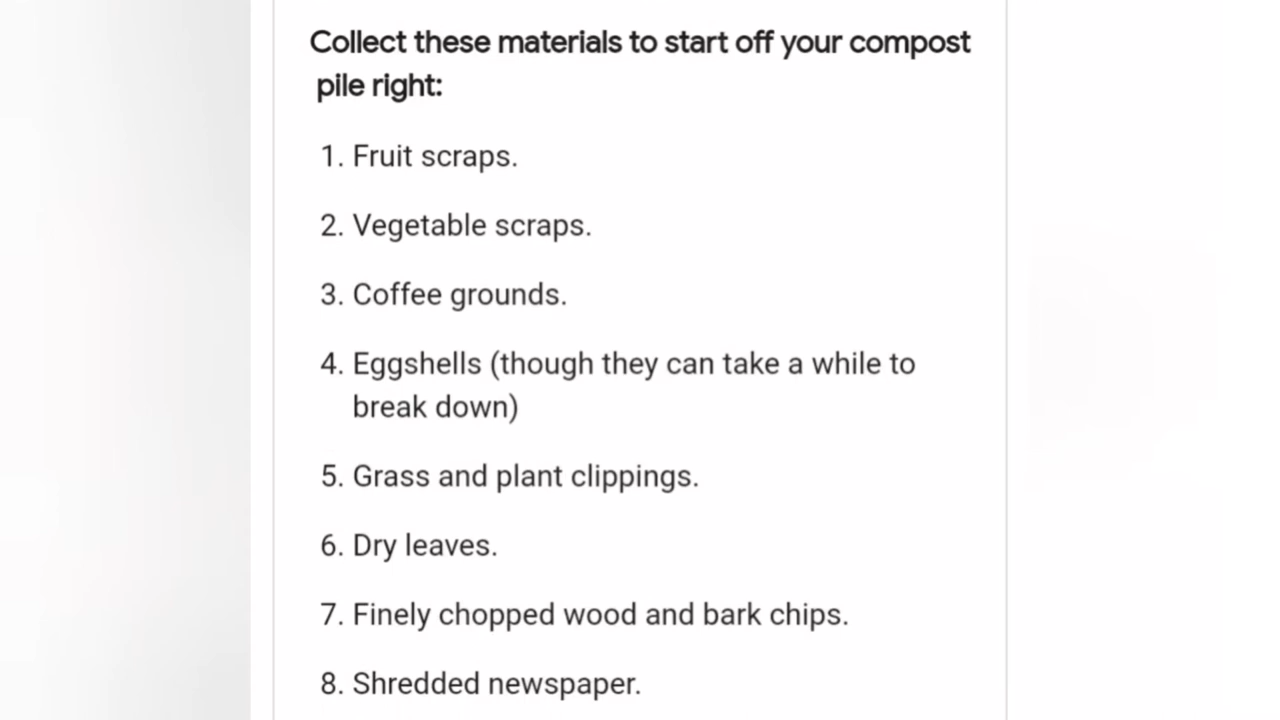 Collect these materials to start off your compost
pile right:
1. Fruit scraps.
2. Vegetable scraps.
3. Coffee grounds.
4. Eggshells (though they can take a while to
break down)
5. Grass and plant clippings.
6. Dry leaves.
7. Finely chopped wood and bark chips.
8. Shredded newspaper.